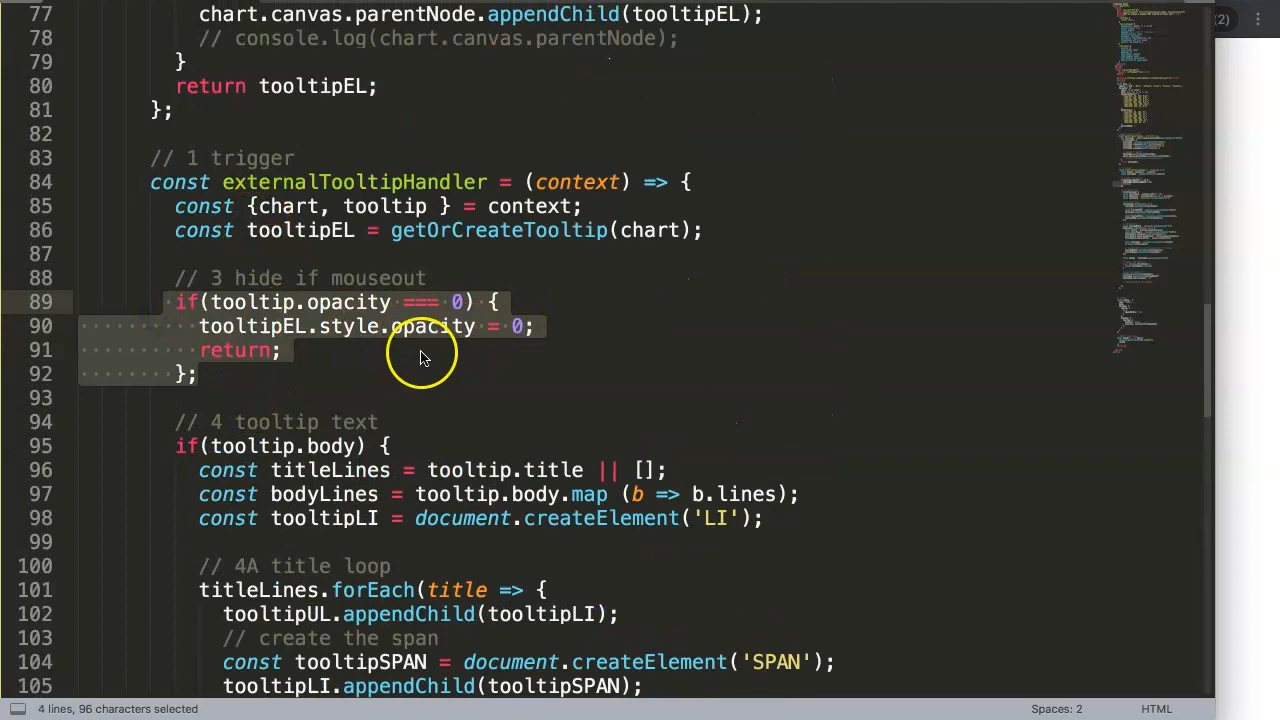 77 chart.canvas.parentNode.appendChild(tooltipEL);
78 // console.log(chart.canvas.parentNode);
79 }
80 return tooltipEL;
81 };
82
83 // 1 trigger
84 const externalTooltipHandler = (context) => {
85 const {chart, tooltip } = context;
86 const tooltipEL = getOrCreateTooltip(chart);
87
88 // 3 hide if mouseout
89 if(tooltip.opacity === 0) {
90 tooltipEL.style.opacity = 0;
91 return;
92 };
93
94 // 4 tooltip text
95 if(tooltip.body) {
96 const titleLines = tooltip.title || [];
97 const bodyLines = tooltip.body.map (b => b.lines);
98 const tooltipLI = document.createElement('LI');
99
100 // 4A title loop
101 titleLines.forEach(title => {
102 tooltipUL.appendChild(tooltipLI);
103 // create the span
104 const tooltipSPAN = document.createElement('SPAN');
105 tooltipLI.appendChild(tooltipSPAN);
4 lines, 96 characters selected Spaces: 2 HTML
(2)